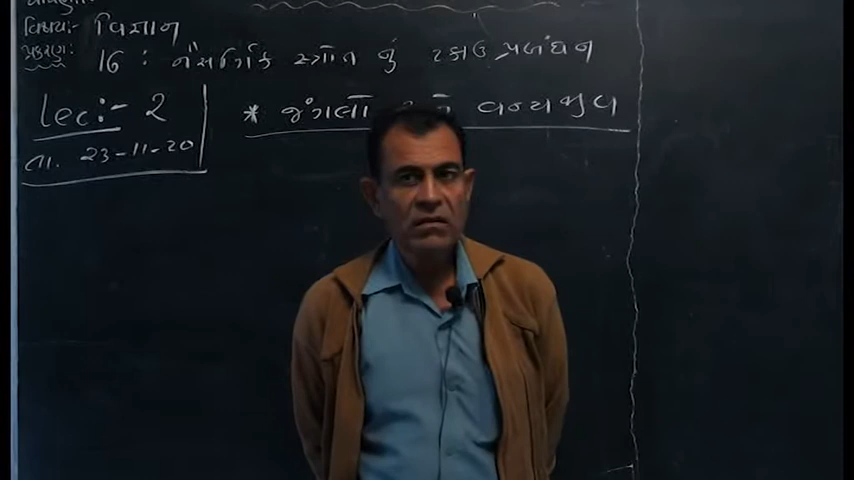 વિષય:- વિજ્ઞાન
પ્રકરણ: 16 : નૈસર્ગિક સ્ત્રોત નું ટકાઉ પ્રબંધન
Lec:- 2
* જંગલો વન્યજીવ
તા. 23-11-20